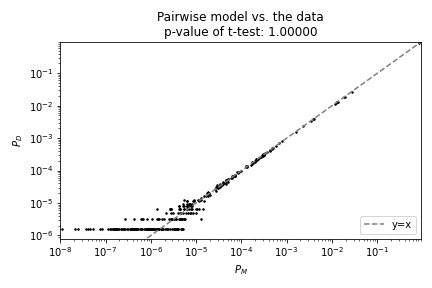 Pairwise model vs. the data
p-value of t-test: 1.00000
P_D
10^{-1}
10^{-2}
10^{-3}
10^{-4}
10^{-5}
10^{-6}
y=x
10^{-8} 10^{-7} 10^{-6} 10^{-5} 10^{-4} 10^{-3} 10^{-2} 10^{-1}
P_M